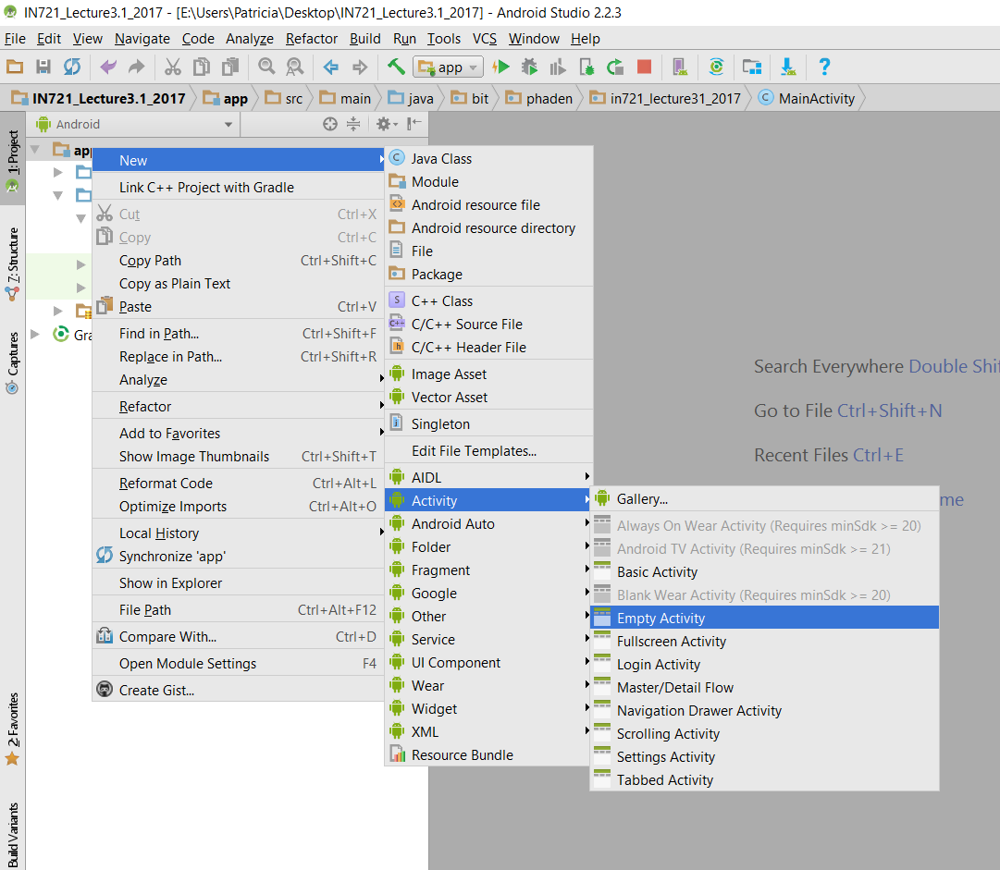 IN721_Lecture3.1_2017 - [E:\Users\Patricia\Desktop\IN721_Lecture3.1_2017] - Android Studio 2.2.3
File Edit View Navigate Code Analyze Refactor Build Run Tools VCS Window Help
app
IN721_Lecture3.1_2017 app src main java bit phaden in721_lecture31_2017 MainActivity
Android
1: Project
7: Structure
Captures
2: Favorites
Build Variants
app
Gra
New
Link C++ Project with Gradle
Cut Ctrl+X
Copy Ctrl+C
Copy Path Ctrl+Shift+C
Copy as Plain Text
Paste Ctrl+V
Find in Path... Ctrl+Shift+F
Replace in Path... Ctrl+Shift+R
Analyze
Refactor
Add to Favorites
Show Image Thumbnails Ctrl+Shift+T
Reformat Code Ctrl+Alt+L
Optimize Imports Ctrl+Alt+O
Local History
Synchronize 'app'
Show in Explorer
File Path Ctrl+Alt+F12
Compare With... Ctrl+D
Open Module Settings F4
Create Gist...
Java Class
Module
Android resource file
Android resource directory
File
Package
C++ Class
C/C++ Source File
C/C++ Header File
Image Asset
Vector Asset
Singleton
Edit File Templates...
AIDL
Activity
Android Auto
Folder
Fragment
Google
Other
Service
UI Component
Wear
Widget
XML
Resource Bundle
Gallery...
Always On Wear Activity (Requires minSdk >= 20)
Android TV Activity (Requires minSdk >= 21)
Basic Activity
Blank Wear Activity (Requires minSdk >= 20)
Empty Activity
Fullscreen Activity
Login Activity
Master/Detail Flow
Navigation Drawer Activity
Scrolling Activity
Settings Activity
Tabbed Activity
Search Everywhere Double Shif
Go to File Ctrl+Shift+N
Recent Files Ctrl+E
me